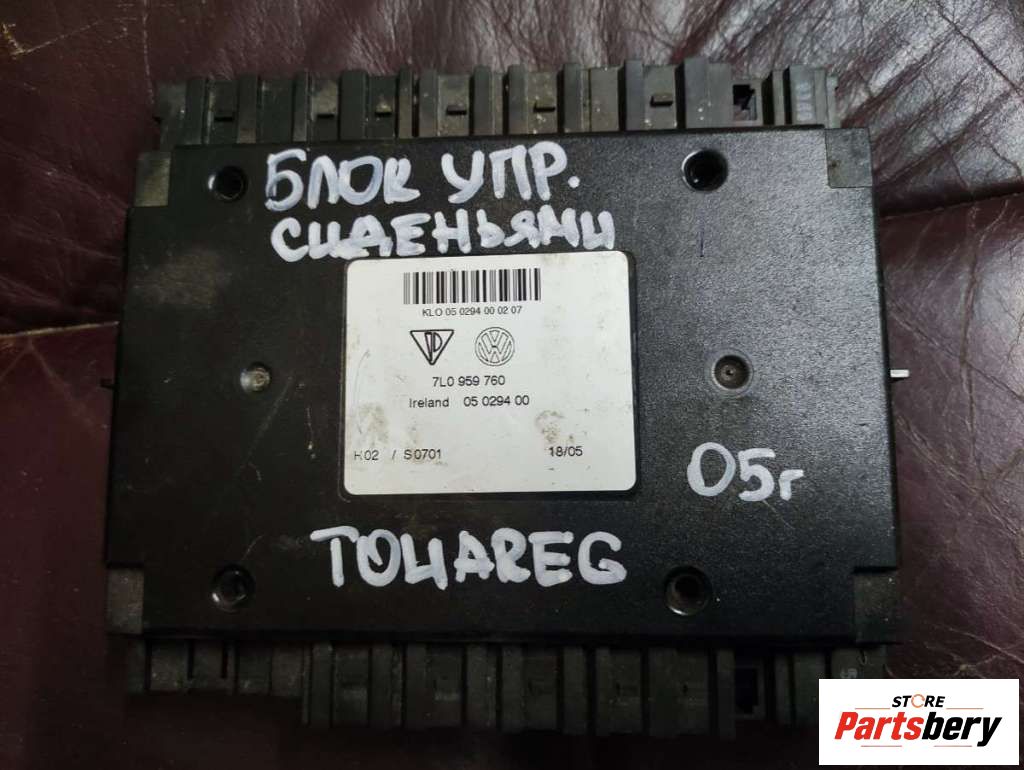 БЛОК УПР.
СИДЕНЬЯМИ
KLO 05 0294 00 02 07
7L0 959 760
Ireland 05 0294 00
H02 / S0701 18/05
05г
TOUAREG
STORE
Partsbery